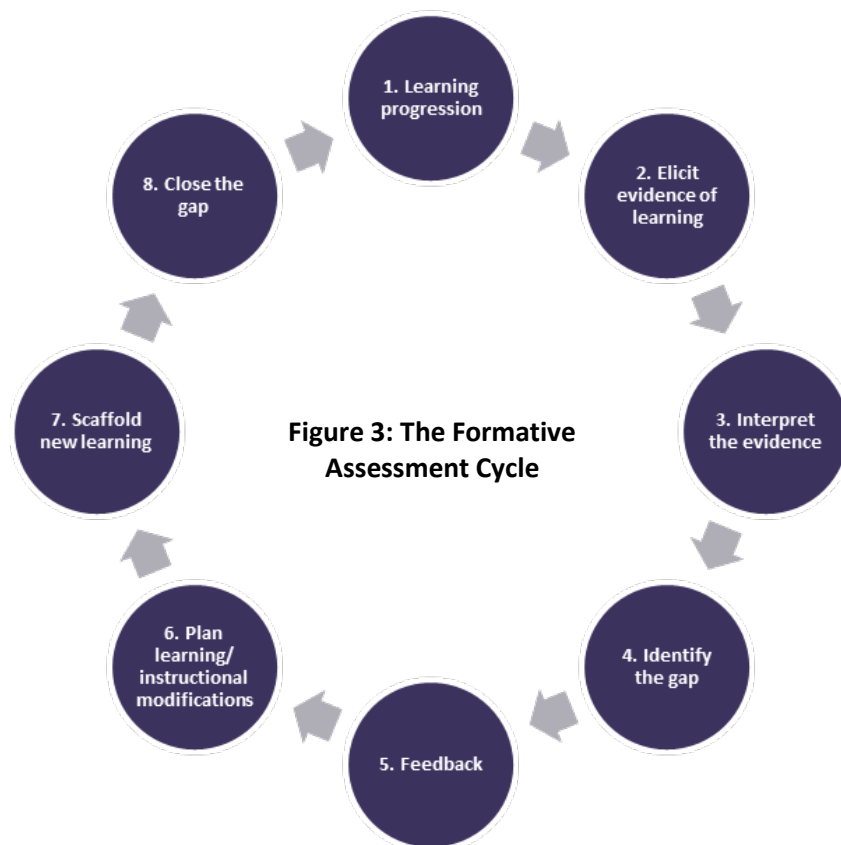 1. Learning
progression
2. Elicit
evidence of
learning
3. Interpret
the evidence
4. Identify
the gap
5. Feedback
6. Plan
learning/
instructional
modifications
7. Scaffold
new learning
8. Close the
gap
Figure 3: The Formative
Assessment Cycle